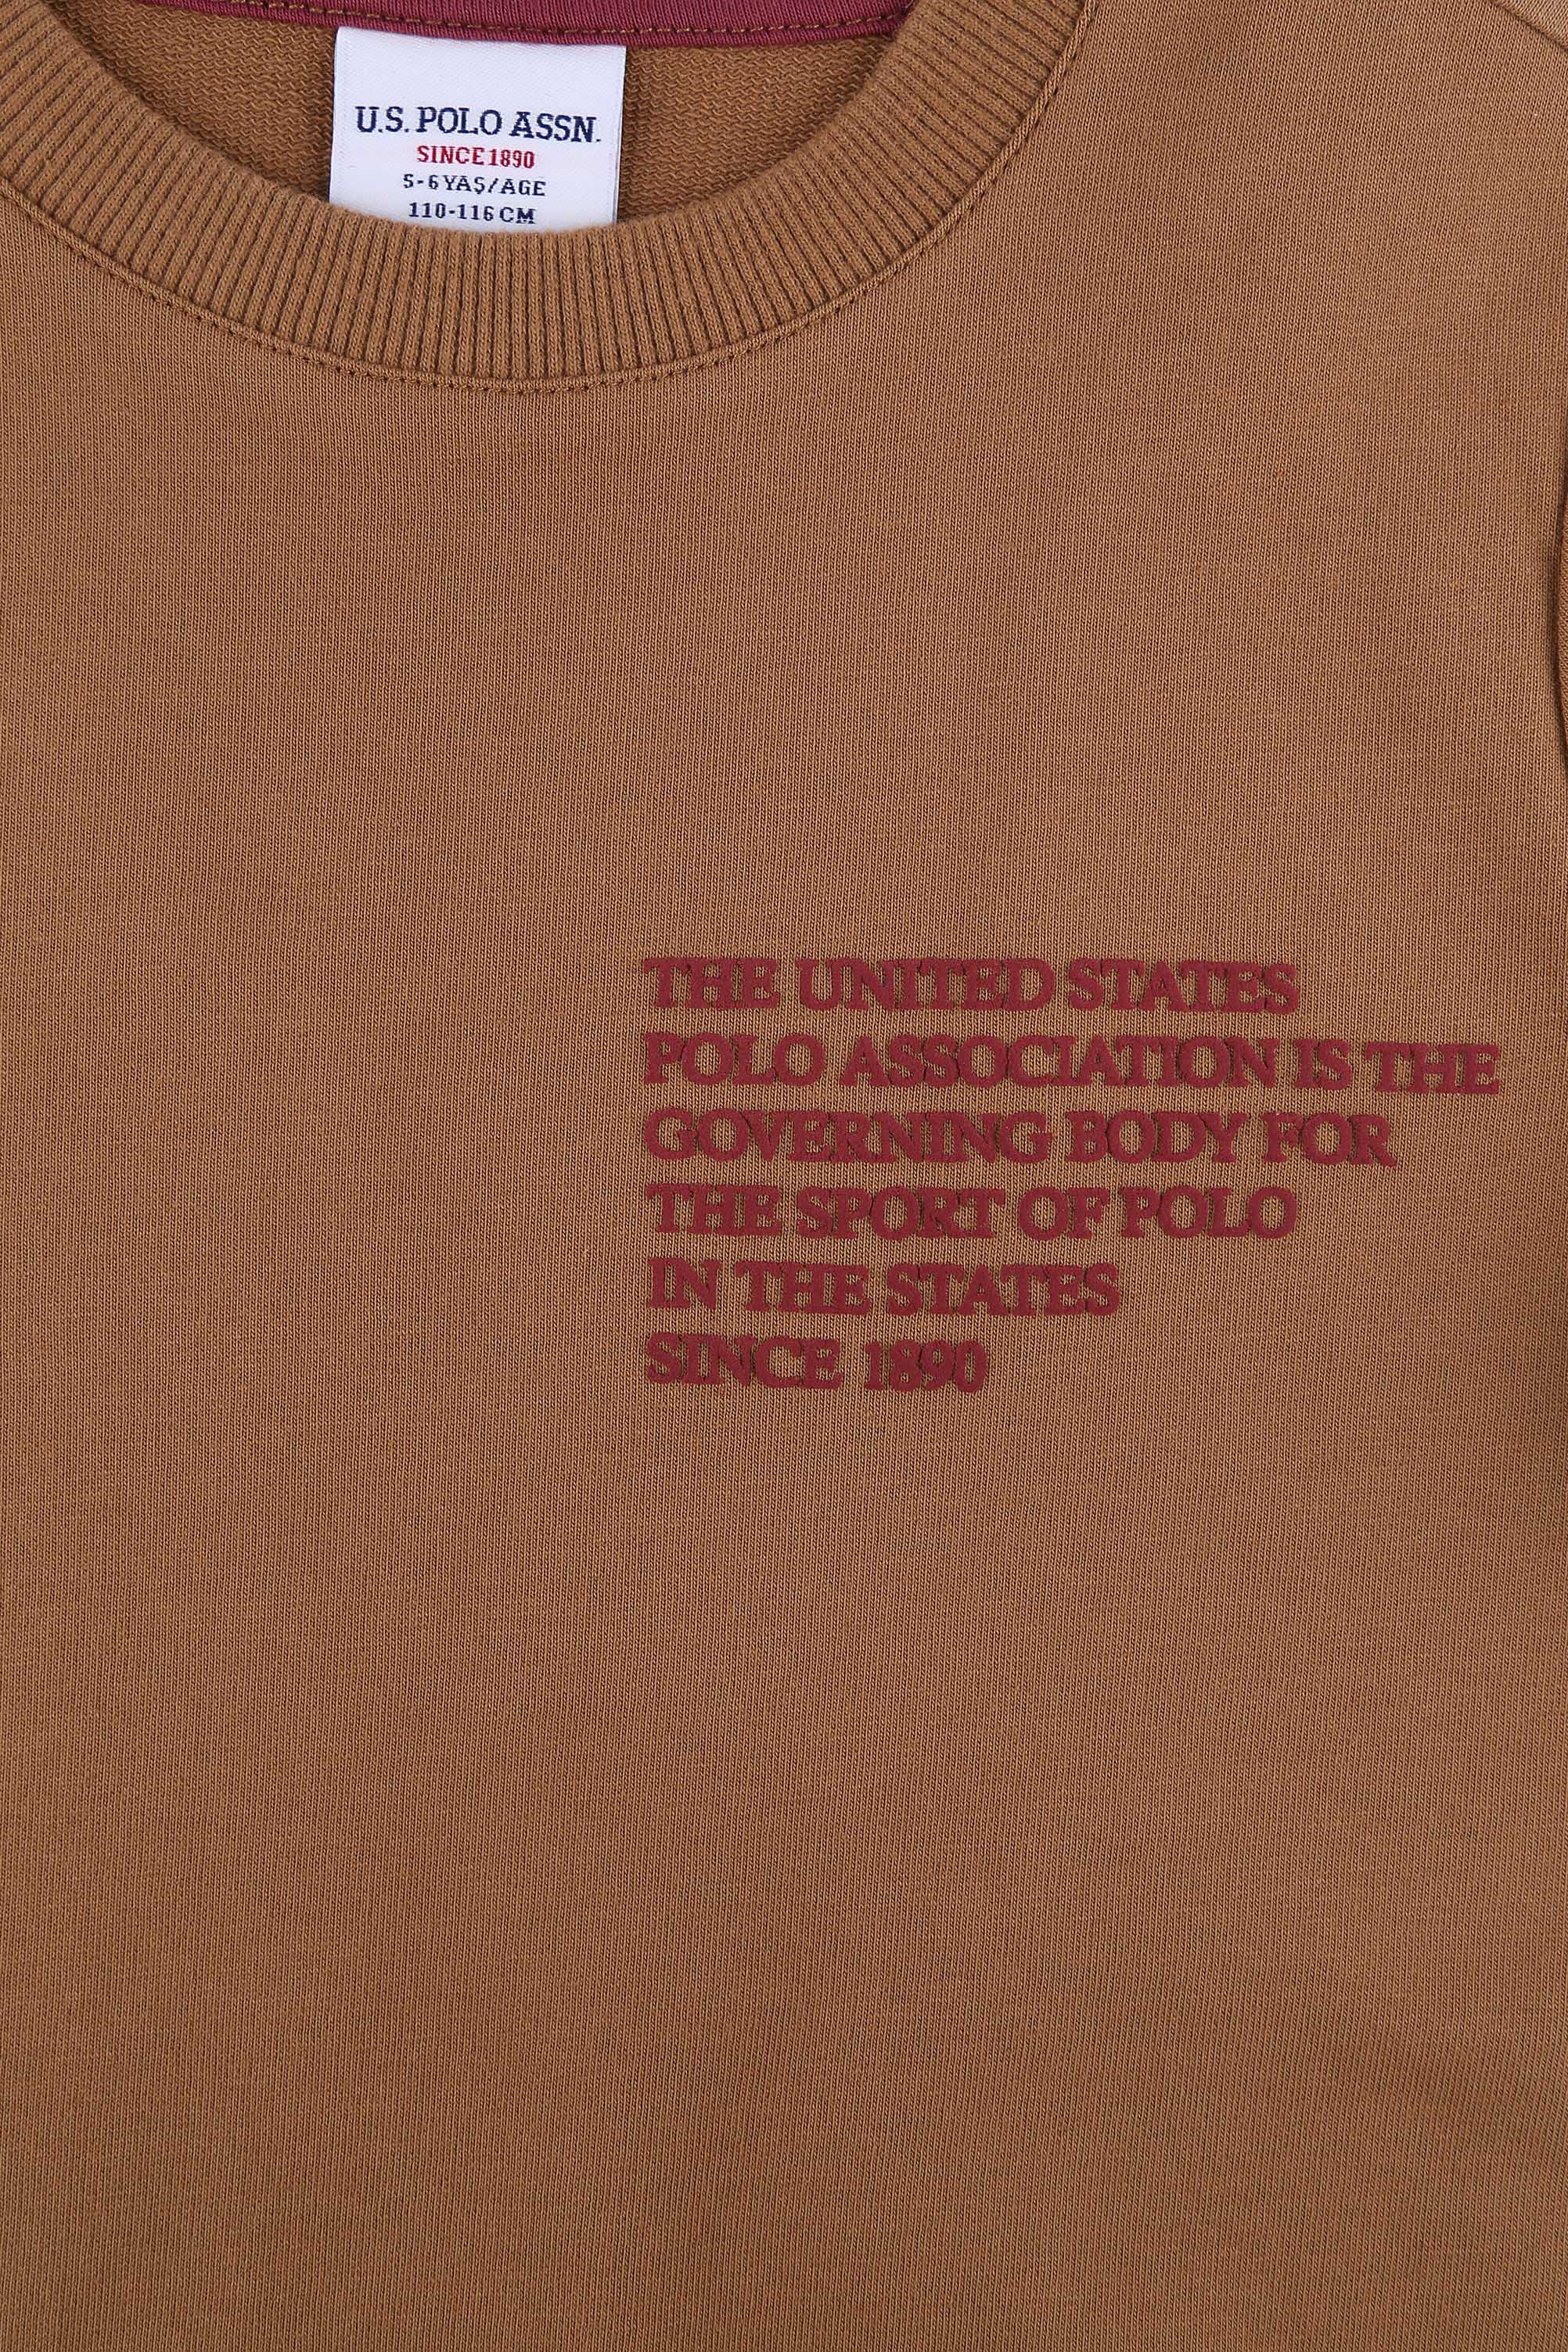 U.S. POLO ASSN.
SINCE 1890
5-6 YAŞ/AGE
110-116 CM
THE UNITED STATES
POLO ASSOCIATION IS THE
GOVERNING BODY FOR
THE SPORT OF POLO
IN THE STATES
SINCE 1890